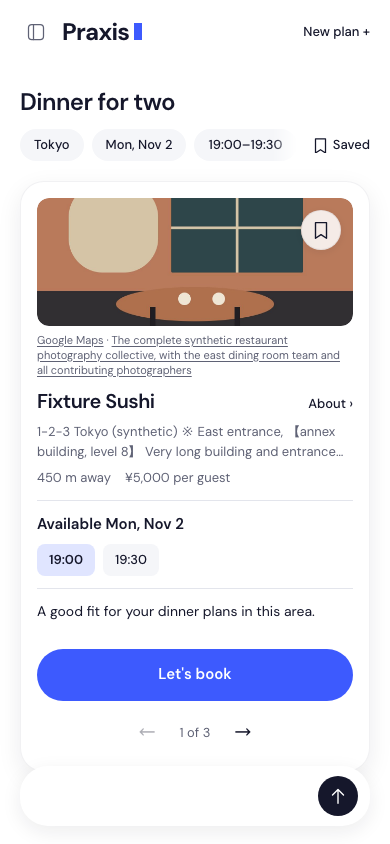 Praxis
New plan +
Dinner for two
Tokyo
Mon, Nov 2
19:00–19:30
Saved
Google Maps · The complete synthetic restaurant
photography collective, with the east dining room team and
all contributing photographers
Fixture Sushi
About ›
1-2-3 Tokyo (synthetic) ※ East entrance, 【annex
building, level 8】 Very long building and entrance…
450 m away ¥5,000 per guest
Available Mon, Nov 2
19:00
19:30
A good fit for your dinner plans in this area.
Let's book
← 1 of 3 →